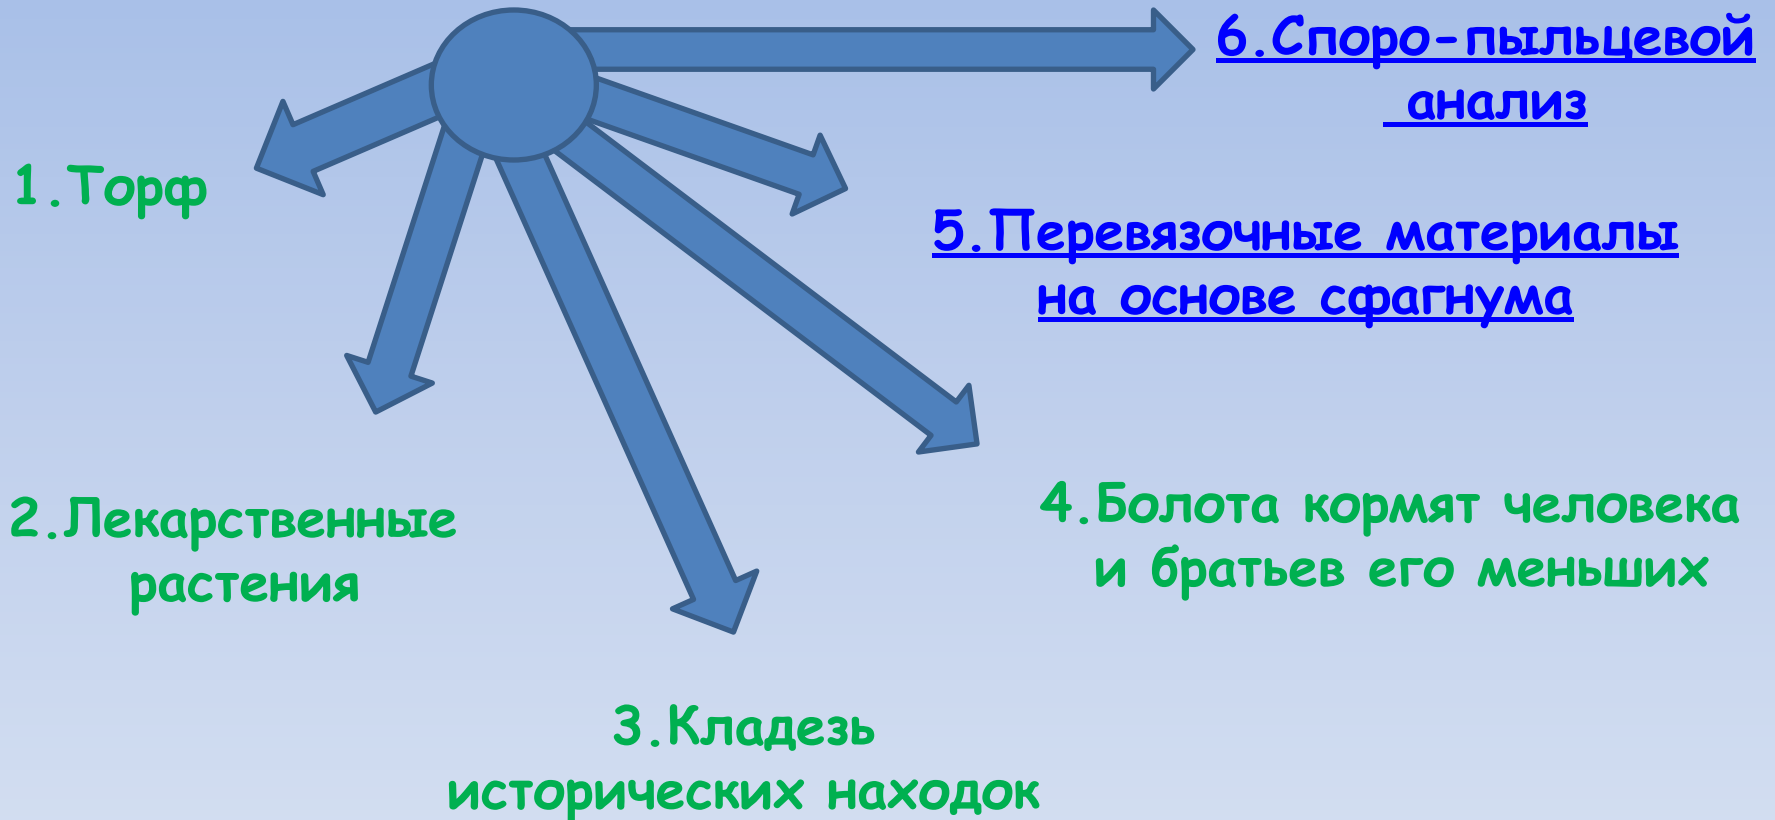 1.Торф
2.Лекарственные
растения
3.Кладезь
исторических находок
4.Болота кормят человека
и братьев его меньших
5.Перевязочные материалы
на основе сфагнума
6.Споро-пыльцевой
анализ